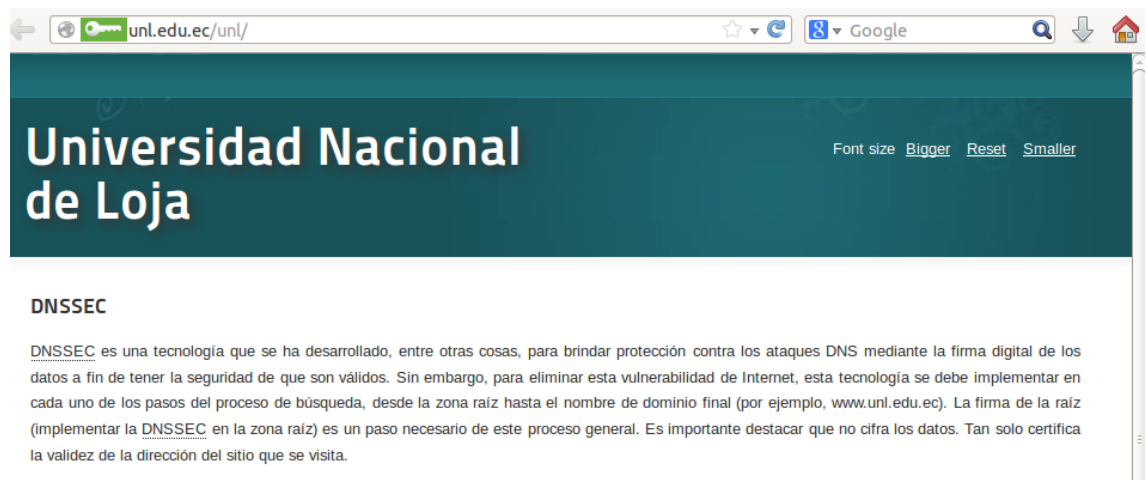 unl.edu.ec/unl/
8 Google
Universidad Nacional
de Loja
Font size Bigger Reset Smaller
DNSSEC
DNSSEC es una tecnología que se ha desarrollado, entre otras cosas, para brindar protección contra los ataques DNS mediante la firma digital de los
datos a fin de tener la seguridad de que son válidos. Sin embargo, para eliminar esta vulnerabilidad de Internet, esta tecnología se debe implementar en
cada uno de los pasos del proceso de búsqueda, desde la zona raíz hasta el nombre de dominio final (por ejemplo, www.unl.edu.ec). La firma de la raíz
(implementar la DNSSEC en la zona raíz) es un paso necesario de este proceso general. Es importante destacar que no cifra los datos. Tan solo certifica
la validez de la dirección del sitio que se visita.